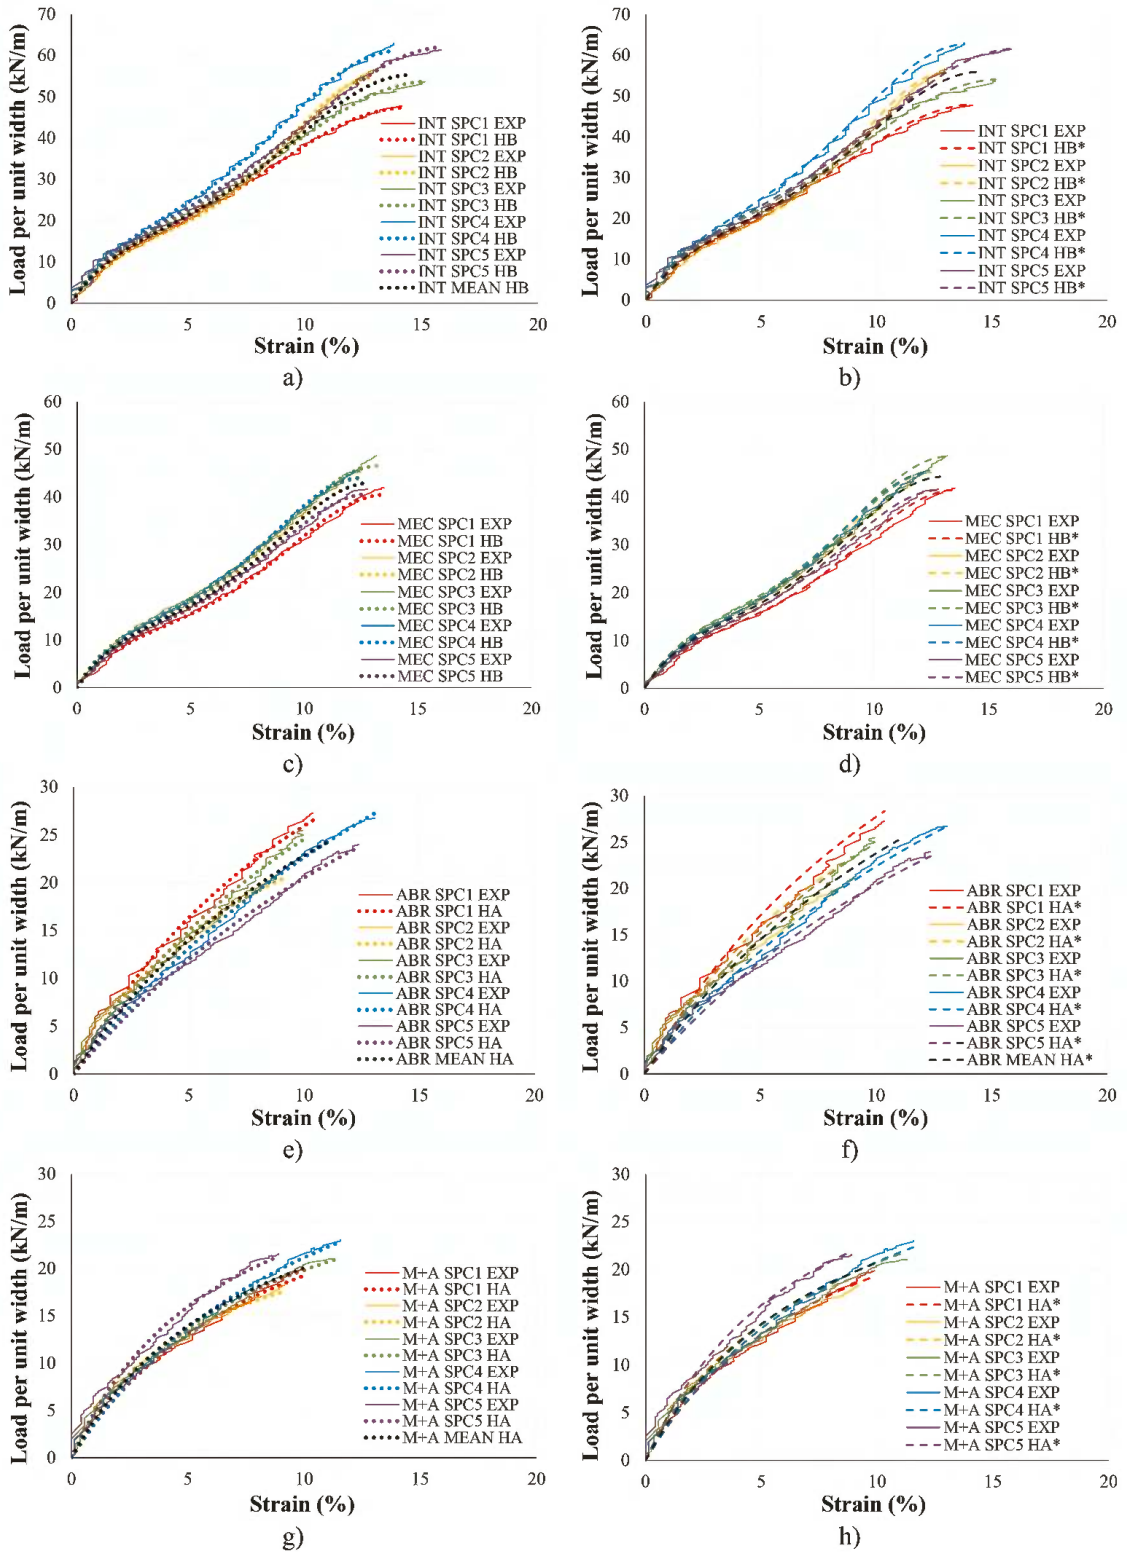 Load per unit width (kN/m)
70
60
50
40
30
20
10
0
INT SPC1 EXP
INT SPC1 HB
INT SPC2 EXP
INT SPC2 HB
INT SPC3 EXP
INT SPC3 HB
INT SPC4 EXP
INT SPC4 HB
INT SPC5 EXP
INT SPC5 HB
INT MEAN HB
0 5 10 15 20
Strain (%)
a)
Load per unit width (kN/m)
70
60
50
40
30
20
10
0
INT SPC1 EXP
INT SPC1 HB*
INT SPC2 EXP
INT SPC2 HB*
INT SPC3 EXP
INT SPC3 HB*
INT SPC4 EXP
INT SPC4 HB*
INT SPC5 EXP
INT SPC5 HB*
0 5 10 15 20
Strain (%)
b)
Load per unit width (kN/m)
60
50
40
30
20
10
0
MEC SPC1 EXP
MEC SPC1 HB
MEC SPC2 EXP
MEC SPC2 HB
MEC SPC3 EXP
MEC SPC3 HB
MEC SPC4 EXP
MEC SPC4 HB
MEC SPC5 EXP
MEC SPC5 HB
0 5 10 15 20
Strain (%)
c)
Load per unit width (kN/m)
60
50
40
30
20
10
0
MEC SPC1 EXP
MEC SPC1 HB*
MEC SPC2 EXP
MEC SPC2 HB*
MEC SPC3 EXP
MEC SPC3 HB*
MEC SPC4 EXP
MEC SPC4 HB*
MEC SPC5 EXP
MEC SPC5 HB*
0 5 10 15 20
Strain (%)
d)
Load per unit width (kN/m)
30
25
20
15
10
5
0
ABR SPC1 EXP
ABR SPC1 HA
ABR SPC2 EXP
ABR SPC2 HA
ABR SPC3 EXP
ABR SPC3 HA
ABR SPC4 EXP
ABR SPC4 HA
ABR SPC5 EXP
ABR SPC5 HA
ABR MEAN HA
0 5 10 15 20
Strain (%)
e)
Load per unit width (kN/m)
30
25
20
15
10
5
0
ABR SPC1 EXP
ABR SPC1 HA*
ABR SPC2 EXP
ABR SPC2 HA*
ABR SPC3 EXP
ABR SPC3 HA*
ABR SPC4 EXP
ABR SPC4 HA*
ABR SPC5 EXP
ABR SPC5 HA*
ABR MEAN HA*
0 5 10 15 20
Strain (%)
f)
Load per unit width (kN/m)
30
25
20
15
10
5
0
M+A SPC1 EXP
M+A SPC1 HA
M+A SPC2 EXP
M+A SPC2 HA
M+A SPC3 EXP
M+A SPC3 HA
M+A SPC4 EXP
M+A SPC4 HA
M+A SPC5 EXP
M+A SPC5 HA
M+A MEAN HA
0 5 10 15 20
Strain (%)
g)
Load per unit width (kN/m)
30
25
20
15
10
5
0
M+A SPC1 EXP
M+A SPC1 HA*
M+A SPC2 EXP
M+A SPC2 HA*
M+A SPC3 EXP
M+A SPC3 HA*
M+A SPC4 EXP
M+A SPC4 HA*
M+A SPC5 EXP
M+A SPC5 HA*
0 5 10 15 20
Strain (%)
h)